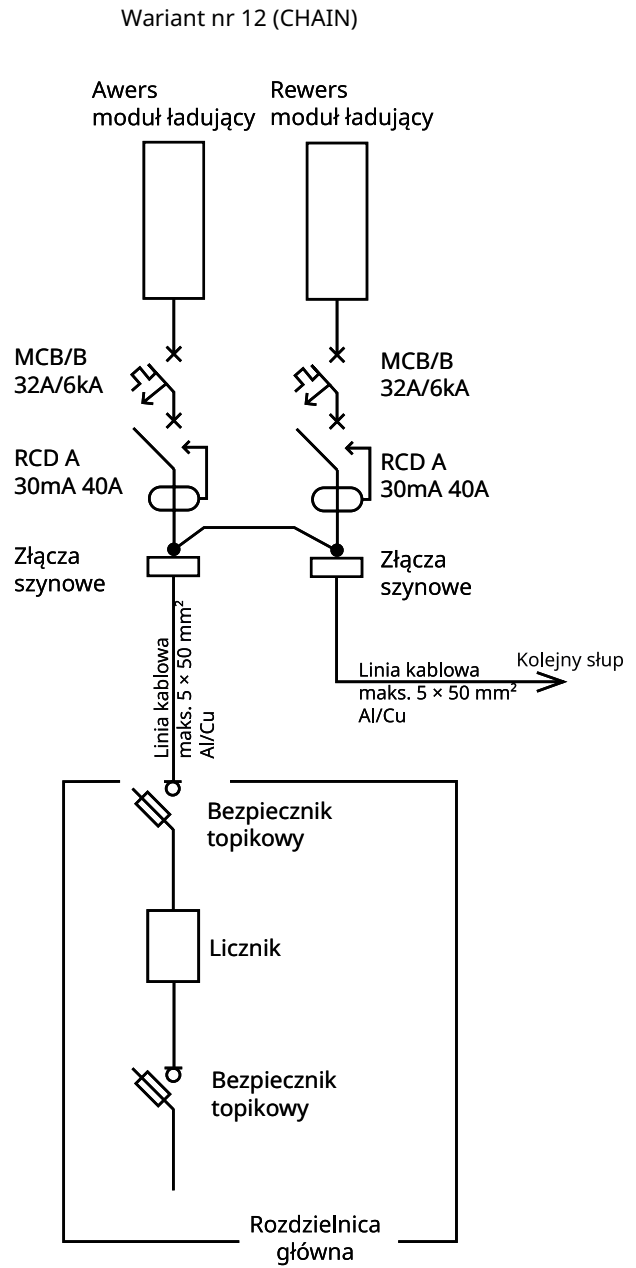 Wariant nr 12 (CHAIN)
Awers
moduł ładujący
Rewers
moduł ładujący
MCB/B
32A/6kA
MCB/B
32A/6kA
RCD A
30mA 40A
RCD A
30mA 40A
Złącza
szynowe
Złącza
szynowe
Linia kablowa
maks. 5 × 50 mm²
Al/Cu
Kolejny słup
Linia kablowa
maks. 5 × 50 mm²
Al/Cu
Bezpiecznik
topikowy
Licznik
Bezpiecznik
topikowy
Rozdzielnica
główna